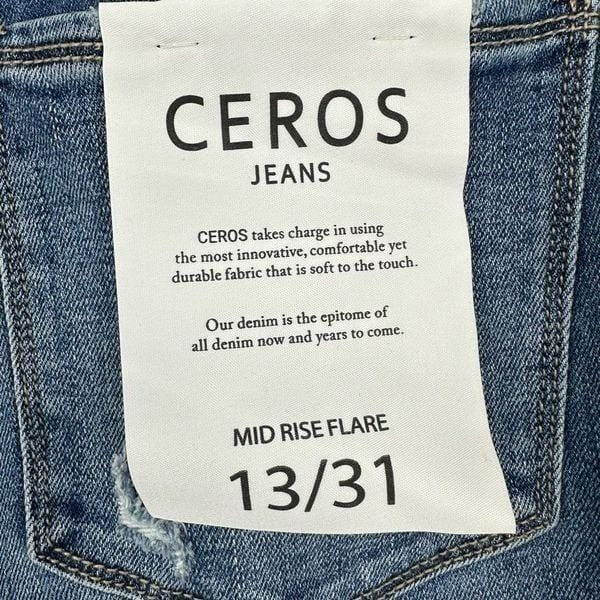 CEROS
JEANS
CEROS takes charge in using
the most innovative, comfortable yet
durable fabric that is soft to the touch.
Our denim is the epitome of
all denim now and years to come.
MID RISE FLARE
13/31